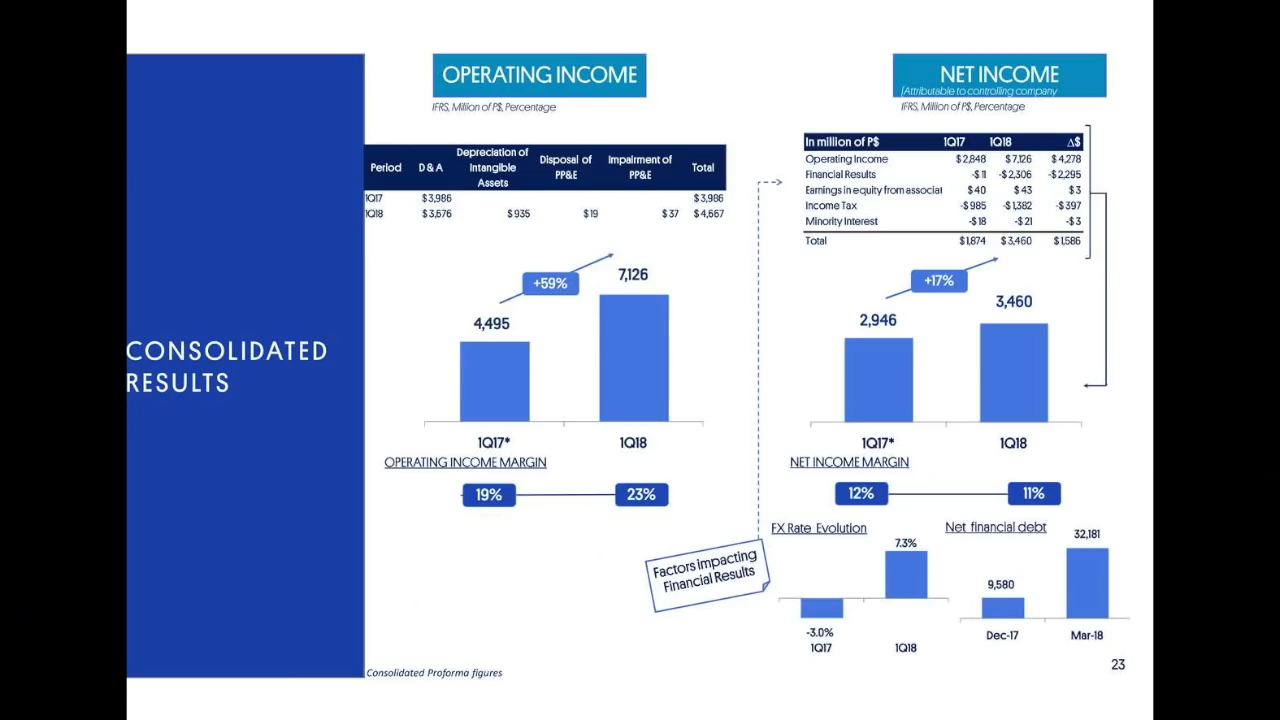 CONSOLIDATED
RESULTS
OPERATING INCOME
IFRS, Million of P$, Percentage
Period D & A Depreciation of Intangible Assets Disposal of PP&E Impairment of PP&E Total
1Q17 $ 3,986 $ 3,986
1Q18 $ 3,676 $ 935 $ 19 $ 37 $ 4,667
+59%
4,495
7,126
1Q17* 1Q18
OPERATING INCOME MARGIN
19% 23%
NET INCOME
(Attributable to controlling company
IFRS, Million of P$, Percentage
In million of P$ 1Q17 1Q18 Δ$
Operating Income $ 2,848 $ 7,126 $ 4,278
Financial Results -$ 11 -$ 2,306 -$ 2,295
Earnings in equity from associat $ 40 $ 43 $ 3
Income Tax -$ 985 -$ 1,382 -$ 397
Minority Interest -$ 18 -$ 21 -$ 3
Total $ 1,874 $ 3,460 $ 1,586
+17%
2,946
3,460
1Q17* 1Q18
NET INCOME MARGIN
12% 11%
Factors impacting
Financial Results
FX Rate Evolution
7.3%
-3.0%
1Q17 1Q18
Net financial debt
32,181
9,580
Dec-17 Mar-18
Consolidated Proforma figures
23